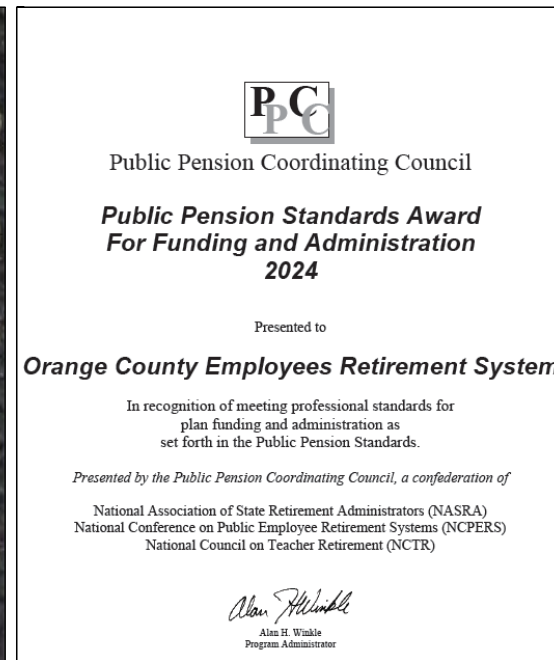 PPCC
Public Pension Coordinating Council
Public Pension Standards Award
For Funding and Administration
2024
Presented to
Orange County Employees Retirement System
In recognition of meeting professional standards for
plan funding and administration as
set forth in the Public Pension Standards.
Presented by the Public Pension Coordinating Council, a confederation of
National Association of State Retirement Administrators (NASRA)
National Conference on Public Employee Retirement Systems (NCPERS)
National Council on Teacher Retirement (NCTR)
Alan H Winkle
Alan H. Winkle
Program Administrator